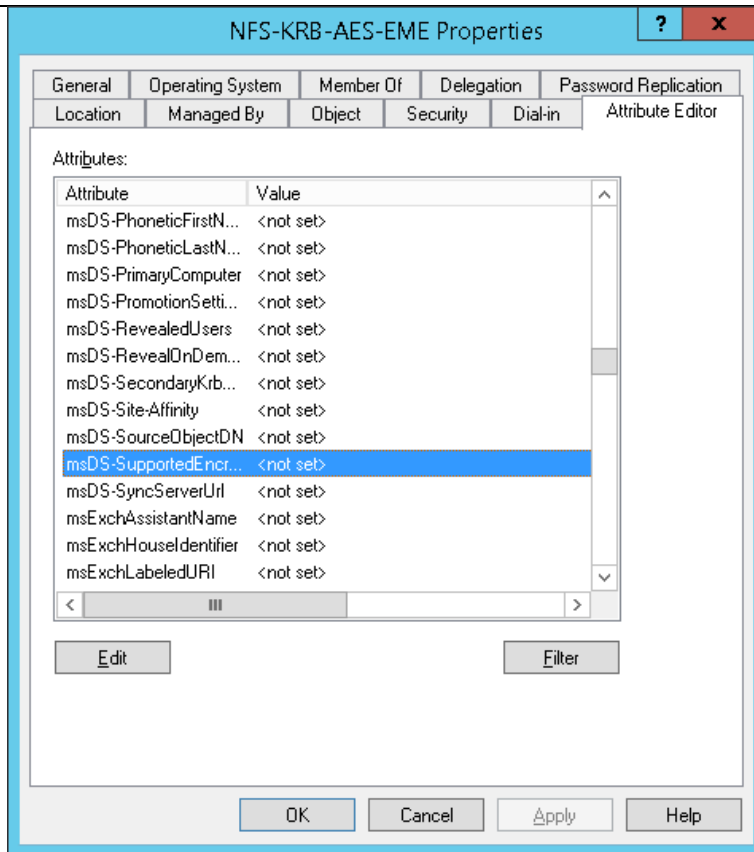 NFS-KRB-AES-EME Properties
?
x
General Operating System Member Of Delegation Password Replication
Location Managed By Object Security Dial-in Attribute Editor
Attributes:
Attribute Value
msDS-PhoneticFirstN... <not set>
msDS-PhoneticLastN... <not set>
msDS-PrimaryComputer <not set>
msDS-PromotionSetti... <not set>
msDS-RevealedUsers <not set>
msDS-RevealOnDem... <not set>
msDS-SecondaryKrb... <not set>
msDS-Site-Affinity <not set>
msDS-SourceObjectDN <not set>
msDS-SupportedEncr... <not set>
msDS-SyncServerUrl <not set>
msExchAssistantName <not set>
msExchHouseIdentifier <not set>
msExchLabeledURI <not set>
Edit Filter
OK Cancel Apply Help